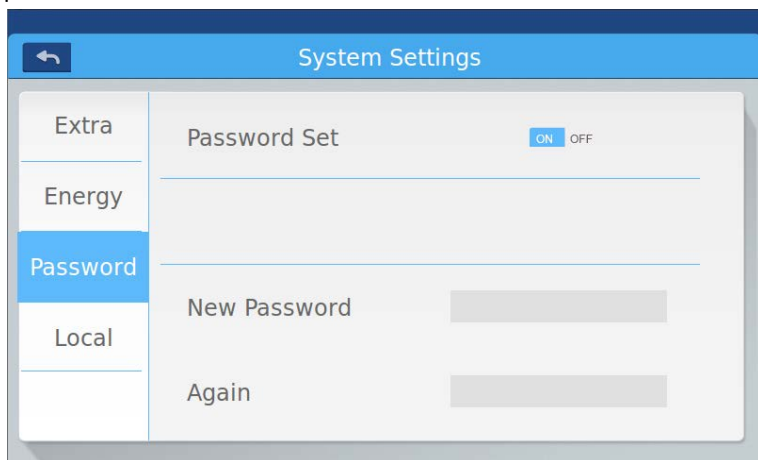 System Settings
Extra
Energy
Password
Local
Password Set
ON OFF
New Password
Again